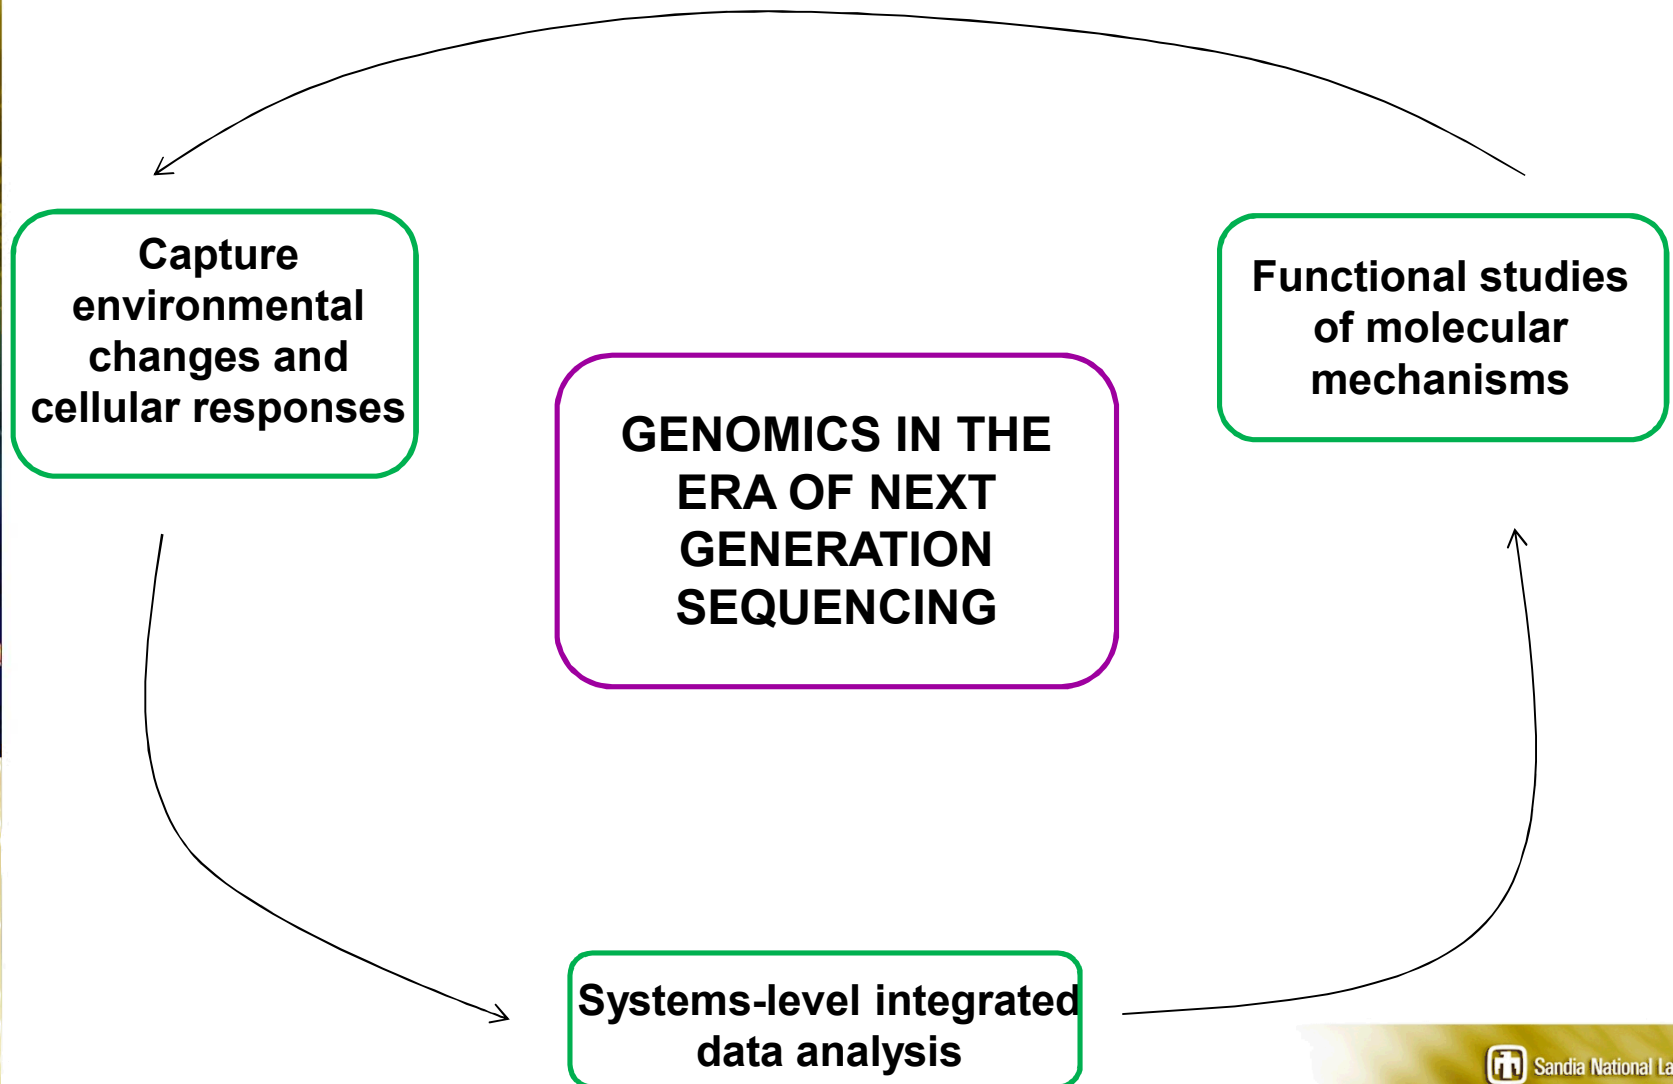 Capture
environmental
changes and
cellular responses
Functional studies
of molecular
mechanisms
GENOMICS IN THE
ERA OF NEXT
GENERATION
SEQUENCING
Systems-level integrated
data analysis
Sandia National La